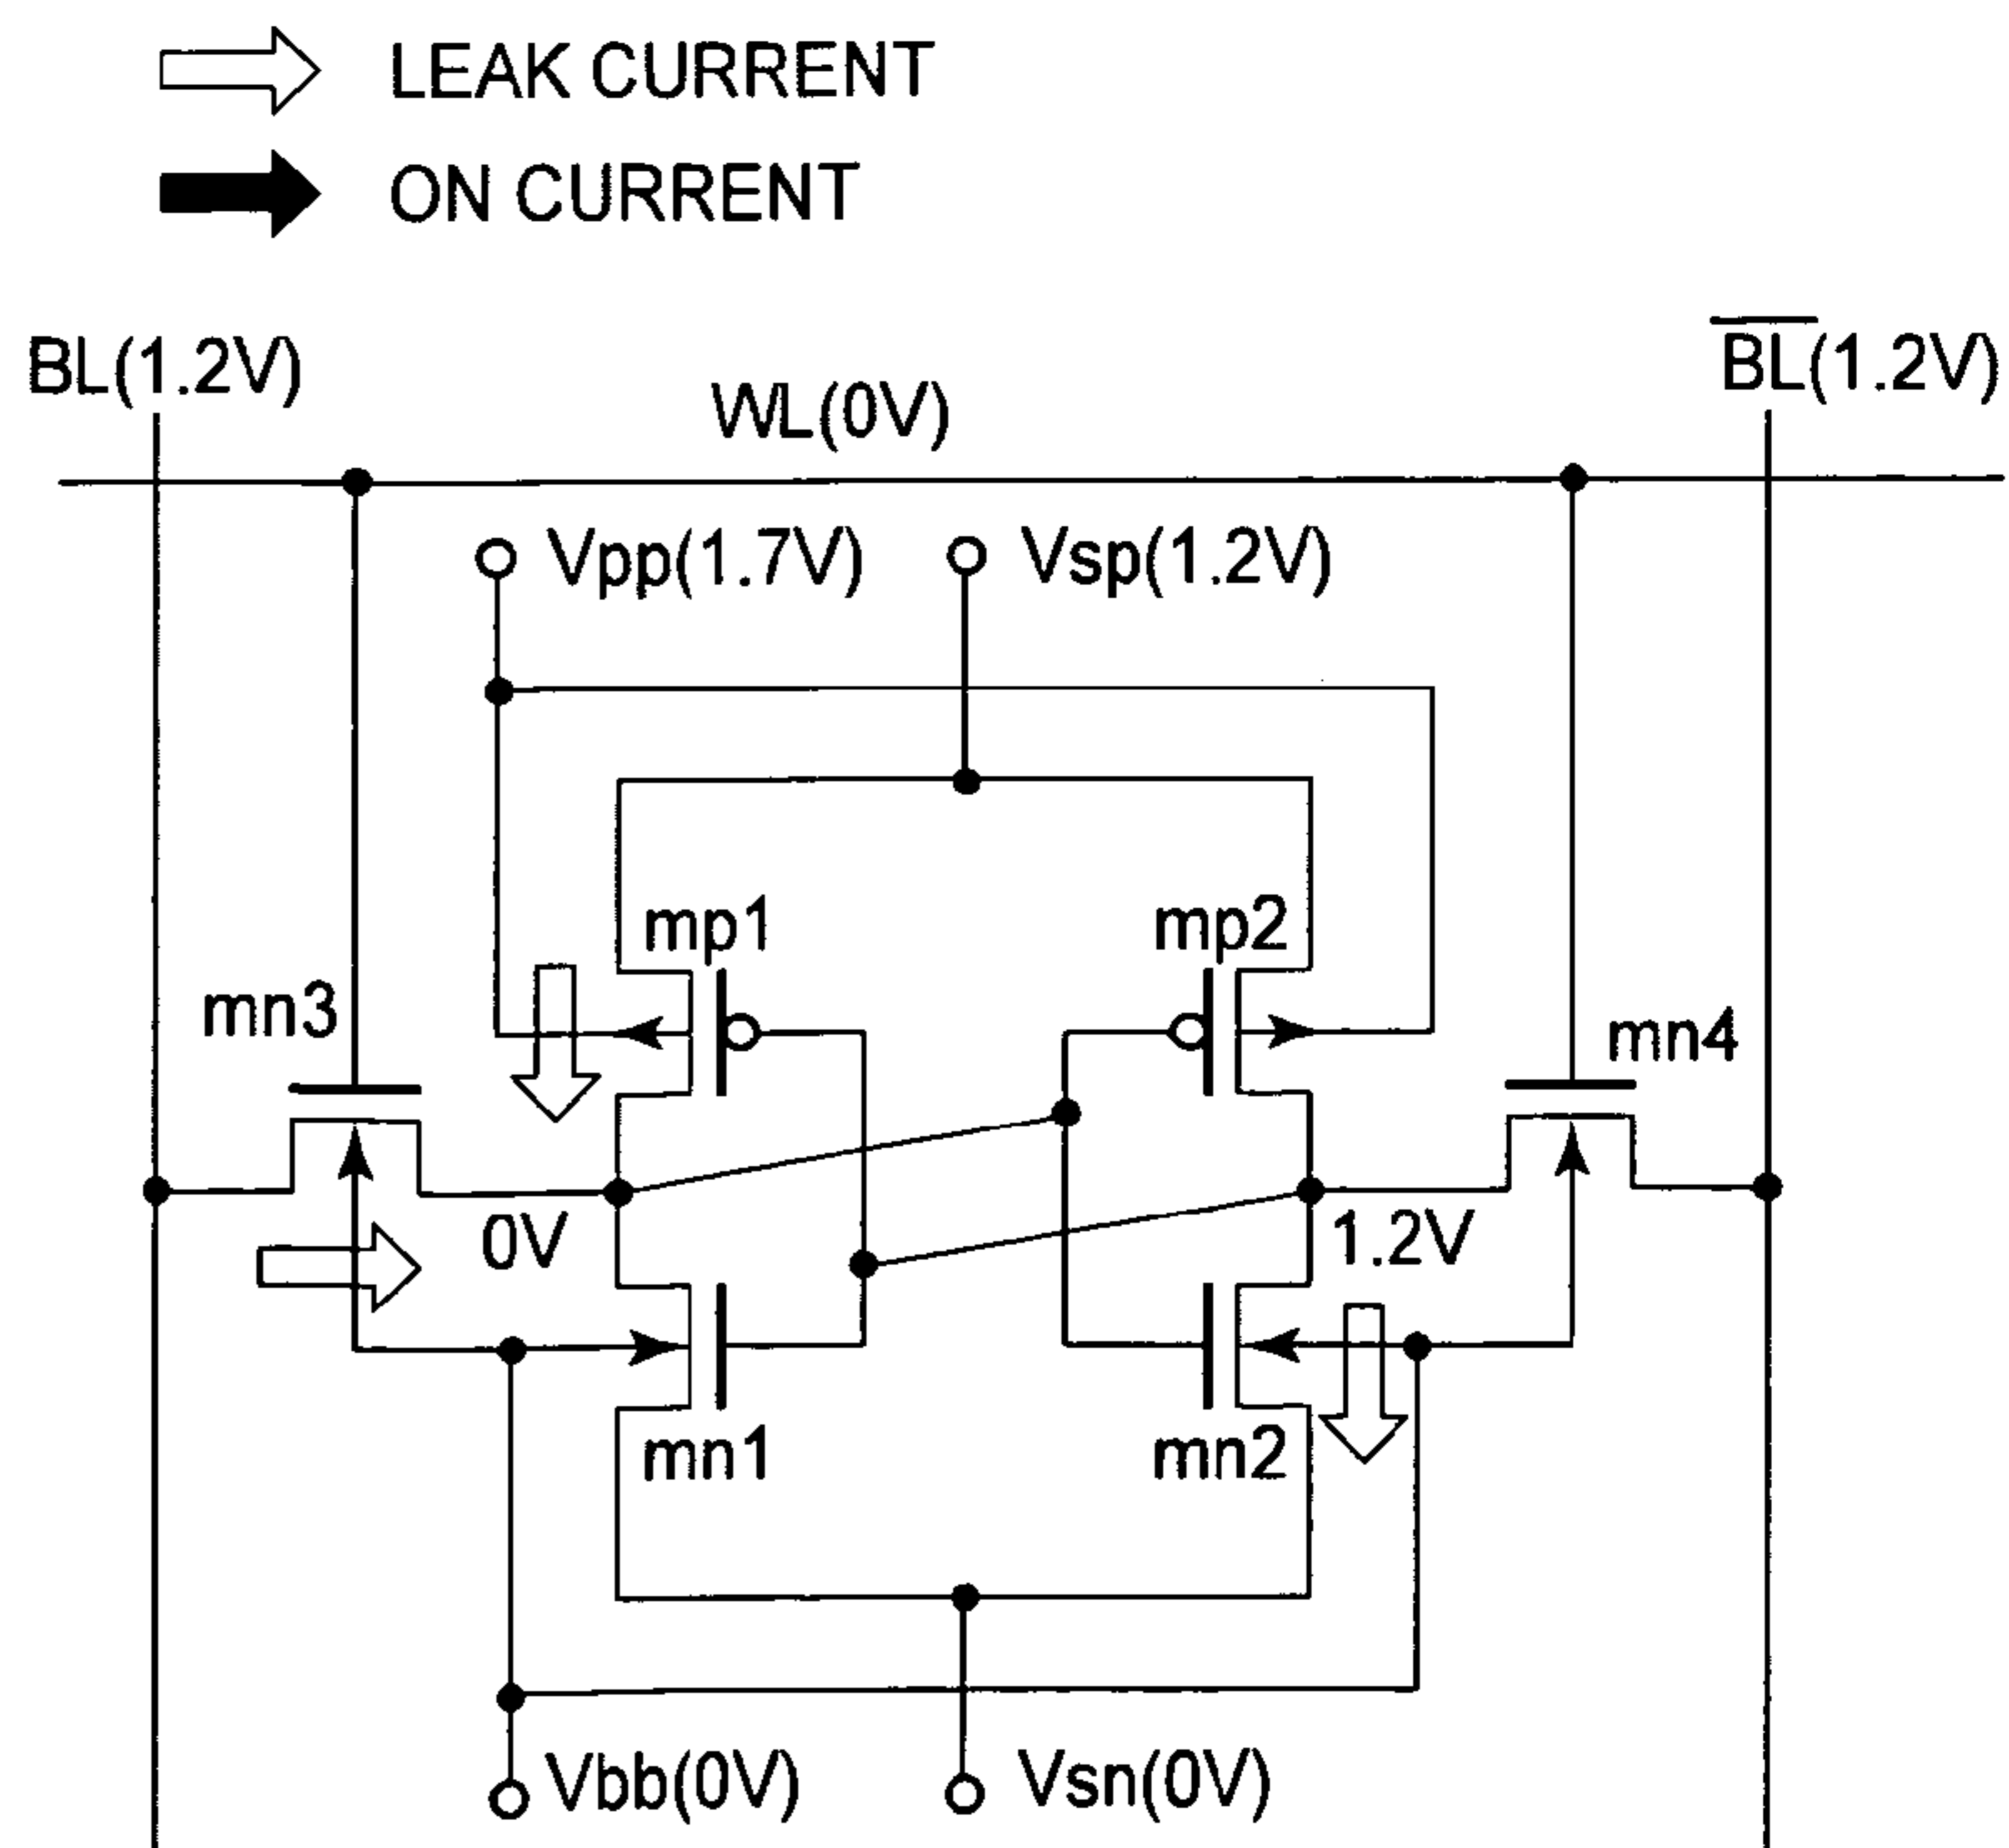 LEAK CURRENT
ON CURRENT
BL(1.2V)
WL(0V)
B̅L̅(1.2V)
Vpp(1.7V)
Vsp(1.2V)
mp1
mp2
mn3
mn4
0V
1.2V
mn1
mn2
Vbb(0V)
Vsn(0V)